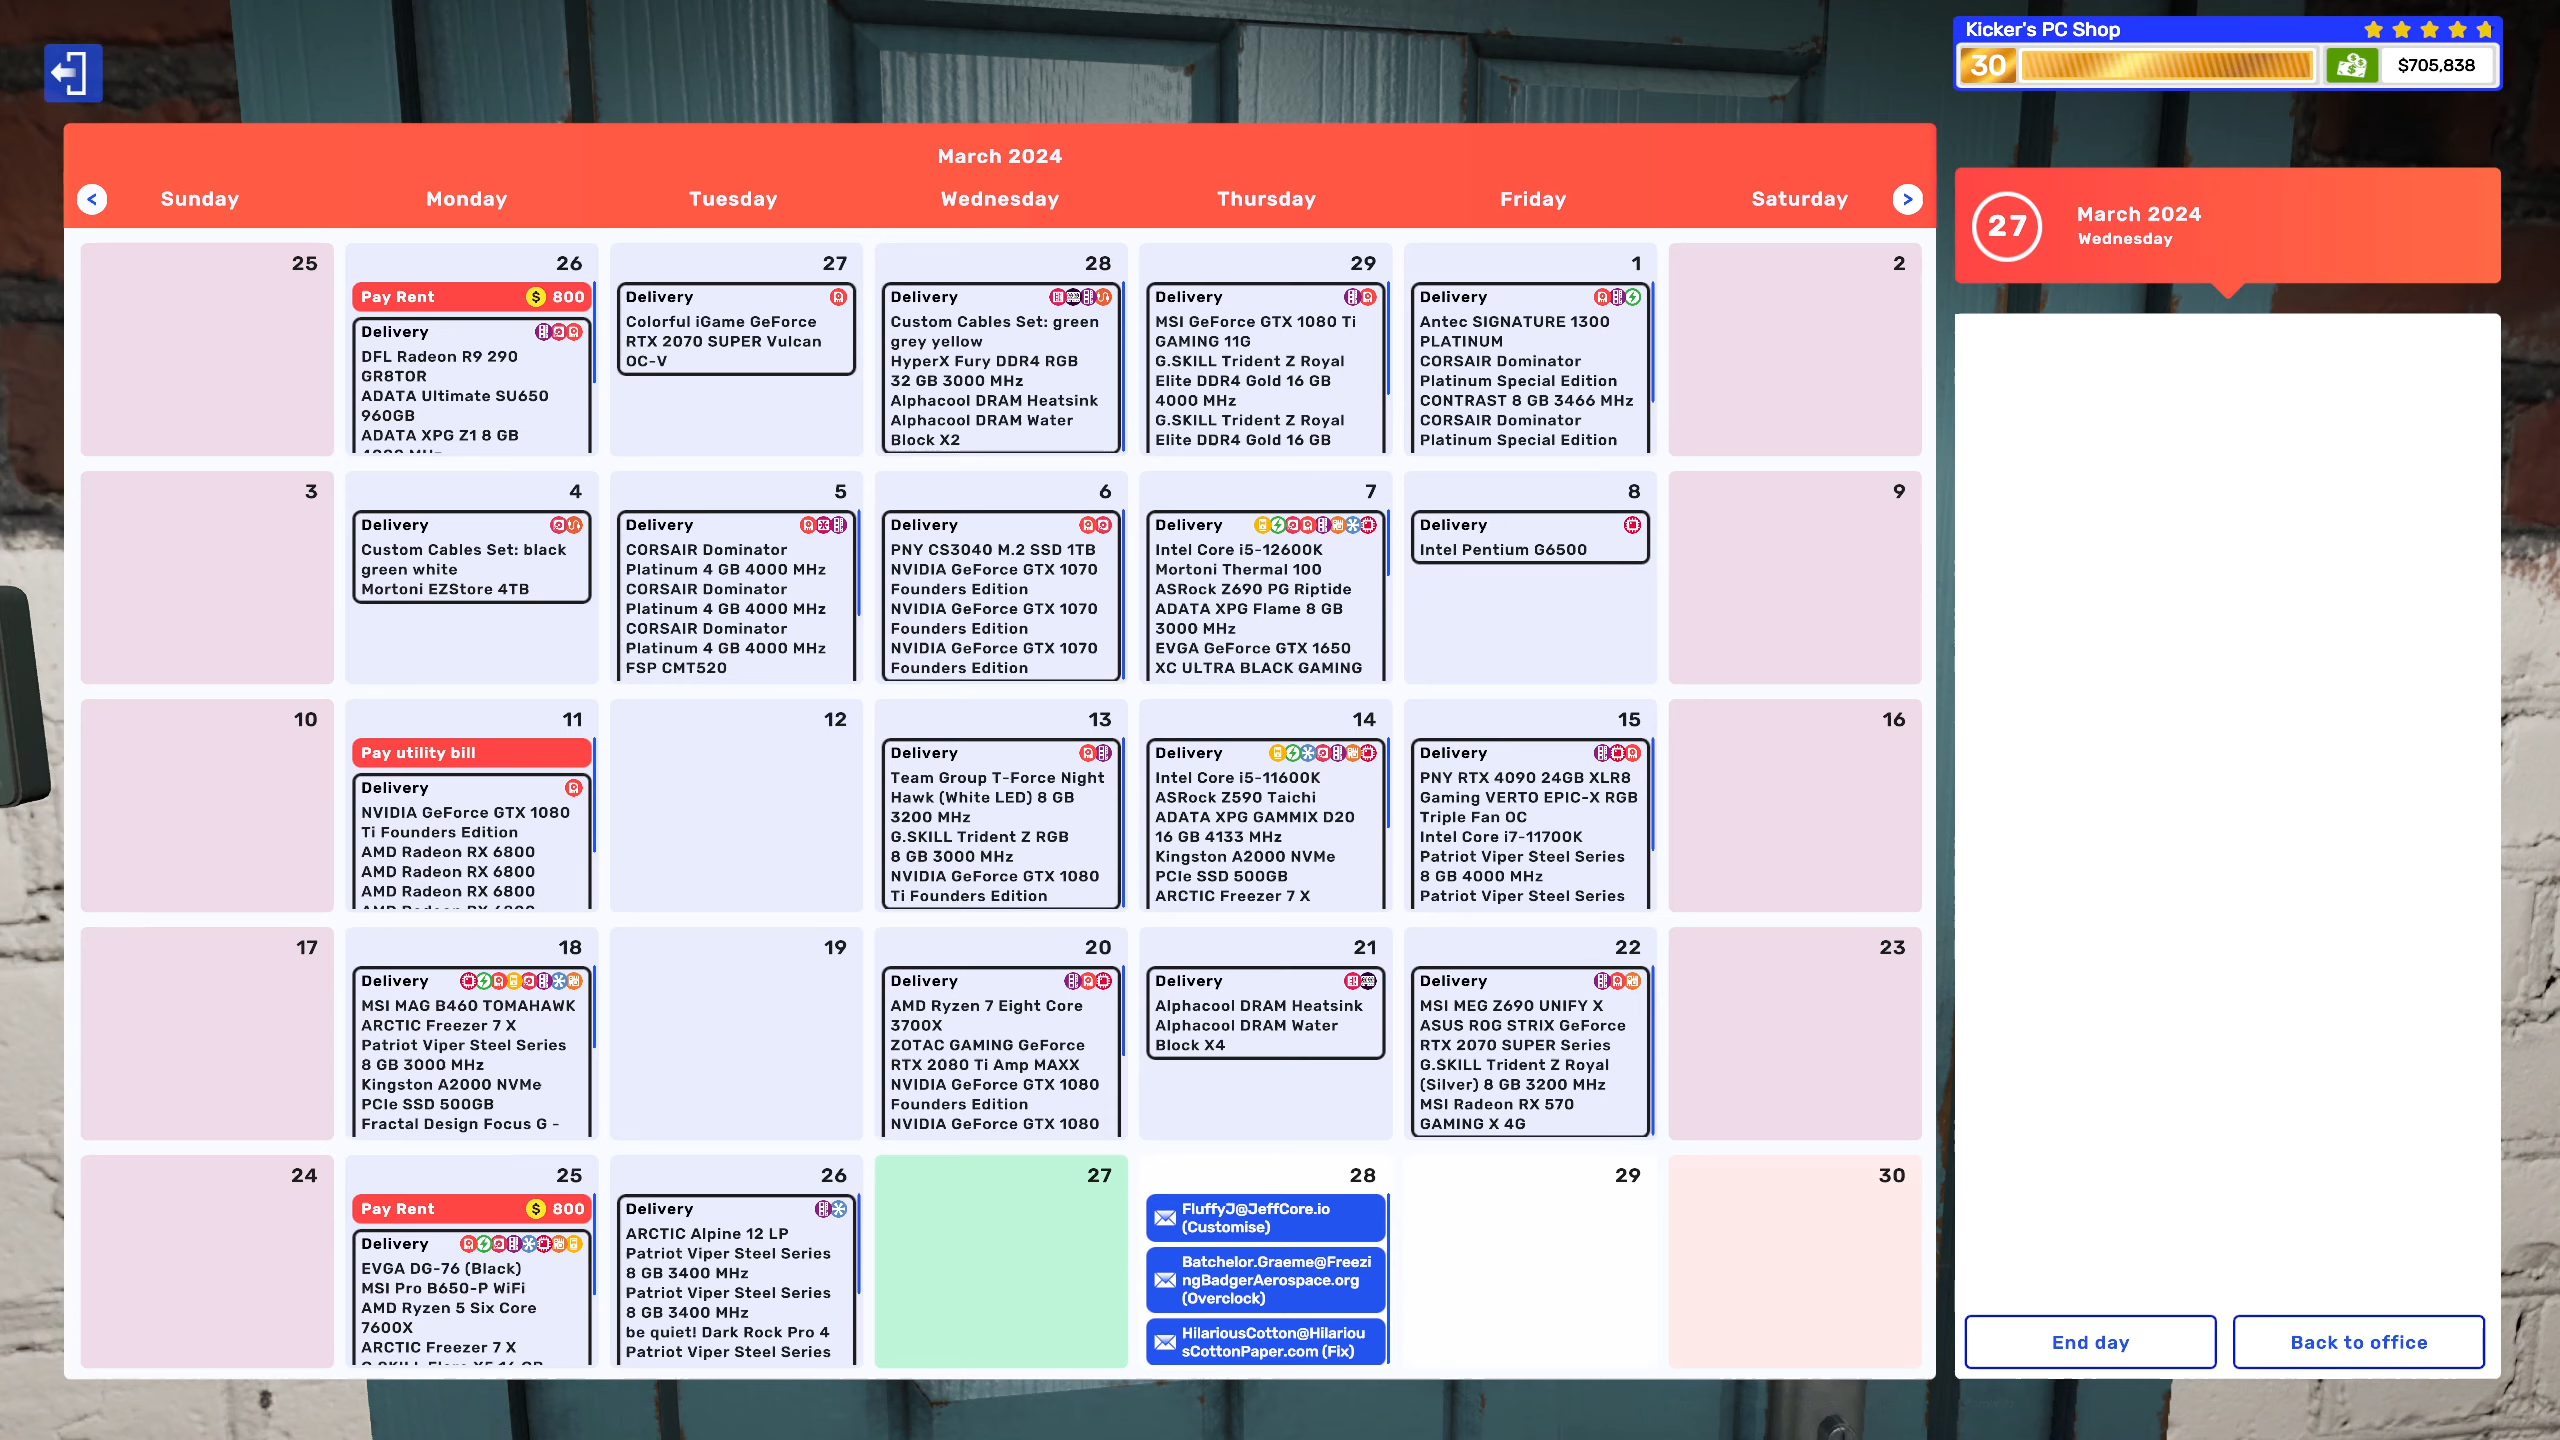 Kicker's PC Shop
30
$705,838
March 2024
<
Sunday
Monday
Tuesday
Wednesday
Thursday
Friday
Saturday
>
27
March 2024
Wednesday
25
26
Pay Rent
$ 800
Delivery
DFL Radeon R9 290
GR8TOR
ADATA Ultimate SU650
960GB
ADATA XPG Z1 8 GB
27
Delivery
Colorful iGame GeForce
RTX 2070 SUPER Vulcan
OC-V
28
Delivery
Custom Cables Set: green
grey yellow
HyperX Fury DDR4 RGB
32 GB 3000 MHz
Alphacool DRAM Heatsink
Alphacool DRAM Water
Block X2
29
Delivery
MSI GeForce GTX 1080 Ti
GAMING 11G
G.SKILL Trident Z Royal
Elite DDR4 Gold 16 GB
4000 MHz
G.SKILL Trident Z Royal
Elite DDR4 Gold 16 GB
1
Delivery
Antec SIGNATURE 1300
PLATINUM
CORSAIR Dominator
Platinum Special Edition
CONTRAST 8 GB 3466 MHz
CORSAIR Dominator
Platinum Special Edition
2
3
4
Delivery
Custom Cables Set: black
green white
Mortoni EZStore 4TB
5
Delivery
CORSAIR Dominator
Platinum 4 GB 4000 MHz
CORSAIR Dominator
Platinum 4 GB 4000 MHz
CORSAIR Dominator
Platinum 4 GB 4000 MHz
FSP CMT520
6
Delivery
PNY CS3040 M.2 SSD 1TB
NVIDIA GeForce GTX 1070
Founders Edition
NVIDIA GeForce GTX 1070
Founders Edition
NVIDIA GeForce GTX 1070
Founders Edition
7
Delivery
Intel Core i5-12600K
Mortoni Thermal 100
ASRock Z690 PG Riptide
ADATA XPG Flame 8 GB
3000 MHz
EVGA GeForce GTX 1650
XC ULTRA BLACK GAMING
8
Delivery
Intel Pentium G6500
9
10
11
Pay utility bill
Delivery
NVIDIA GeForce GTX 1080
Ti Founders Edition
AMD Radeon RX 6800
AMD Radeon RX 6800
AMD Radeon RX 6800
AMD Radeon RX 6800
12
13
Delivery
Team Group T-Force Night
Hawk (White LED) 8 GB
3200 MHz
G.SKILL Trident Z RGB
8 GB 3000 MHz
NVIDIA GeForce GTX 1080
Ti Founders Edition
14
Delivery
Intel Core i5-11600K
ASRock Z590 Taichi
ADATA XPG GAMMIX D20
16 GB 4133 MHz
Kingston A2000 NVMe
PCIe SSD 500GB
ARCTIC Freezer 7 X
15
Delivery
PNY RTX 4090 24GB XLR8
Gaming VERTO EPIC-X RGB
Triple Fan OC
Intel Core i7-11700K
Patriot Viper Steel Series
8 GB 4000 MHz
Patriot Viper Steel Series
16
17
18
Delivery
MSI MAG B460 TOMAHAWK
ARCTIC Freezer 7 X
Patriot Viper Steel Series
8 GB 3000 MHz
Kingston A2000 NVMe
PCIe SSD 500GB
Fractal Design Focus G -
19
20
Delivery
AMD Ryzen 7 Eight Core
3700X
ZOTAC GAMING GeForce
RTX 2080 Ti Amp MAXX
NVIDIA GeForce GTX 1080
Founders Edition
NVIDIA GeForce GTX 1080
21
Delivery
Alphacool DRAM Heatsink
Alphacool DRAM Water
Block X4
22
Delivery
MSI MEG Z690 UNIFY X
ASUS ROG STRIX GeForce
RTX 2070 SUPER Series
G.SKILL Trident Z Royal
(Silver) 8 GB 3200 MHz
MSI Radeon RX 570
GAMING X 4G
23
24
25
Pay Rent
$ 800
Delivery
EVGA DG-76 (Black)
MSI Pro B650-P WiFi
AMD Ryzen 5 Six Core
7600X
ARCTIC Freezer 7 X
26
Delivery
ARCTIC Alpine 12 LP
Patriot Viper Steel Series
8 GB 3400 MHz
Patriot Viper Steel Series
8 GB 3400 MHz
be quiet! Dark Rock Pro 4
Patriot Viper Steel Series
27
28
FluffyJ@JeffCore.io
(Customise)
Batchelor.Graeme@Freezi
ngBadgerAerospace.org
(Overclock)
HilariousCotton@Hilariou
sCottonPaper.com (Fix)
29
30
End day
Back to office